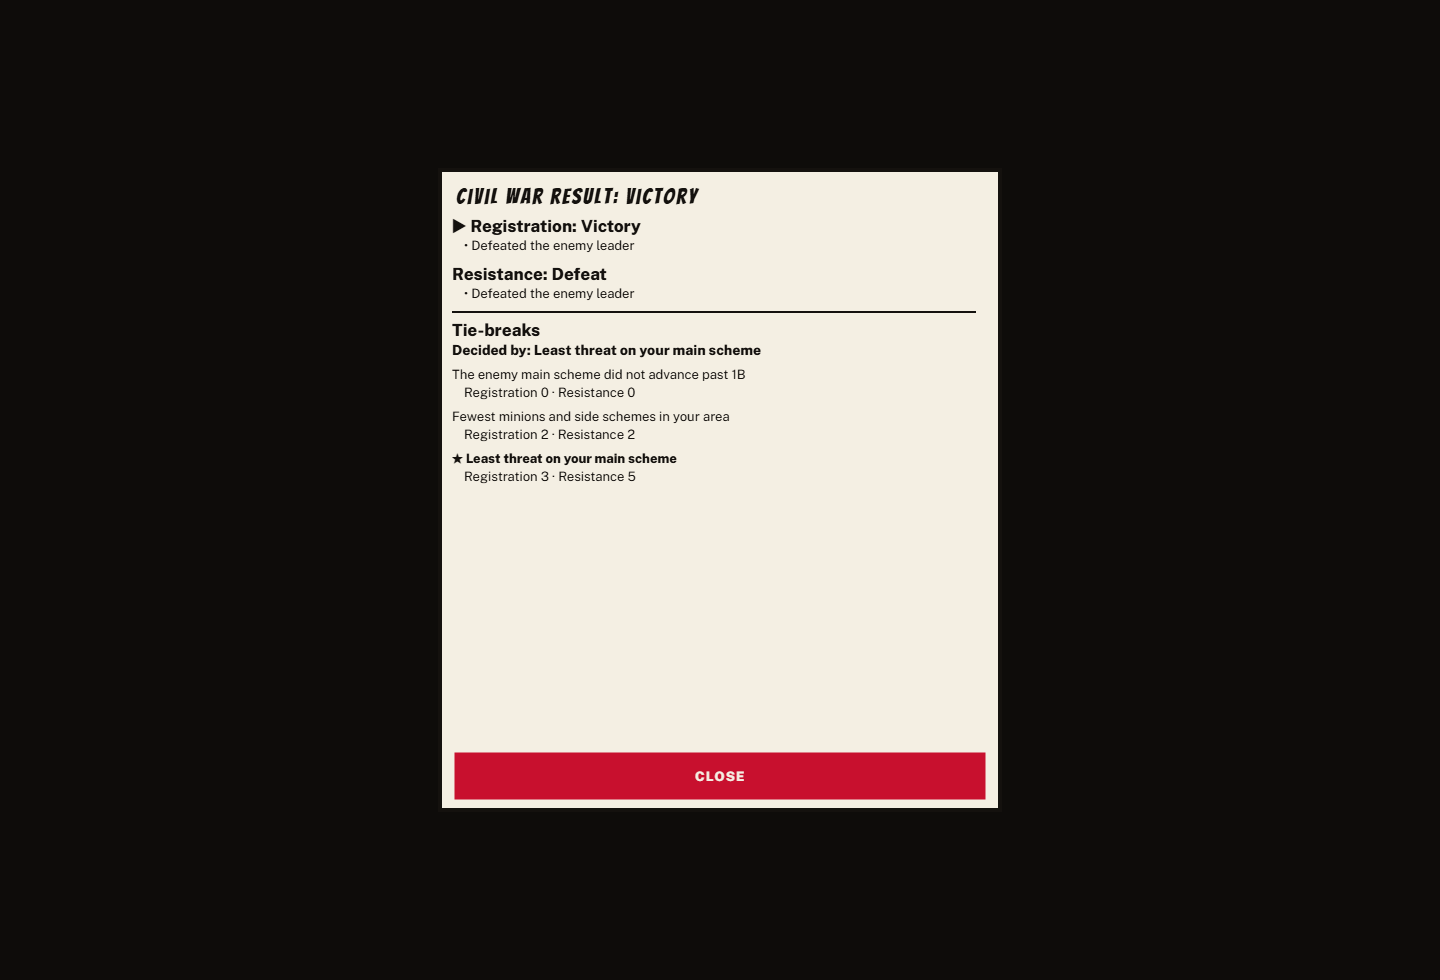 CIVIL WAR RESULT: VICTORY
▶ Registration: Victory
• Defeated the enemy leader
Resistance: Defeat
• Defeated the enemy leader
Tie-breaks
Decided by: Least threat on your main scheme
The enemy main scheme did not advance past 1B
Registration 0 · Resistance 0
Fewest minions and side schemes in your area
Registration 2 · Resistance 2
★ Least threat on your main scheme
Registration 3 · Resistance 5
CLOSE